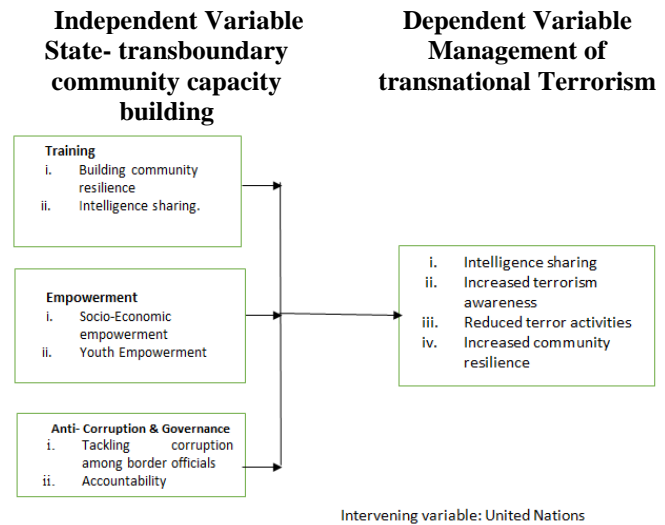 Independent Variable
State- transboundary
community capacity
building
Dependent Variable
Management of
transnational Terrorism
Training
i. Building community
resilience
ii. Intelligence sharing.
Empowerment
i. Socio-Economic
empowerment
ii. Youth Empowerment
Anti- Corruption & Governance
i. Tackling corruption
among border officials
ii. Accountability
i. Intelligence sharing
ii. Increased terrorism
awareness
iii. Reduced terror activities
iv. Increased community
resilience
Intervening variable: United Nations